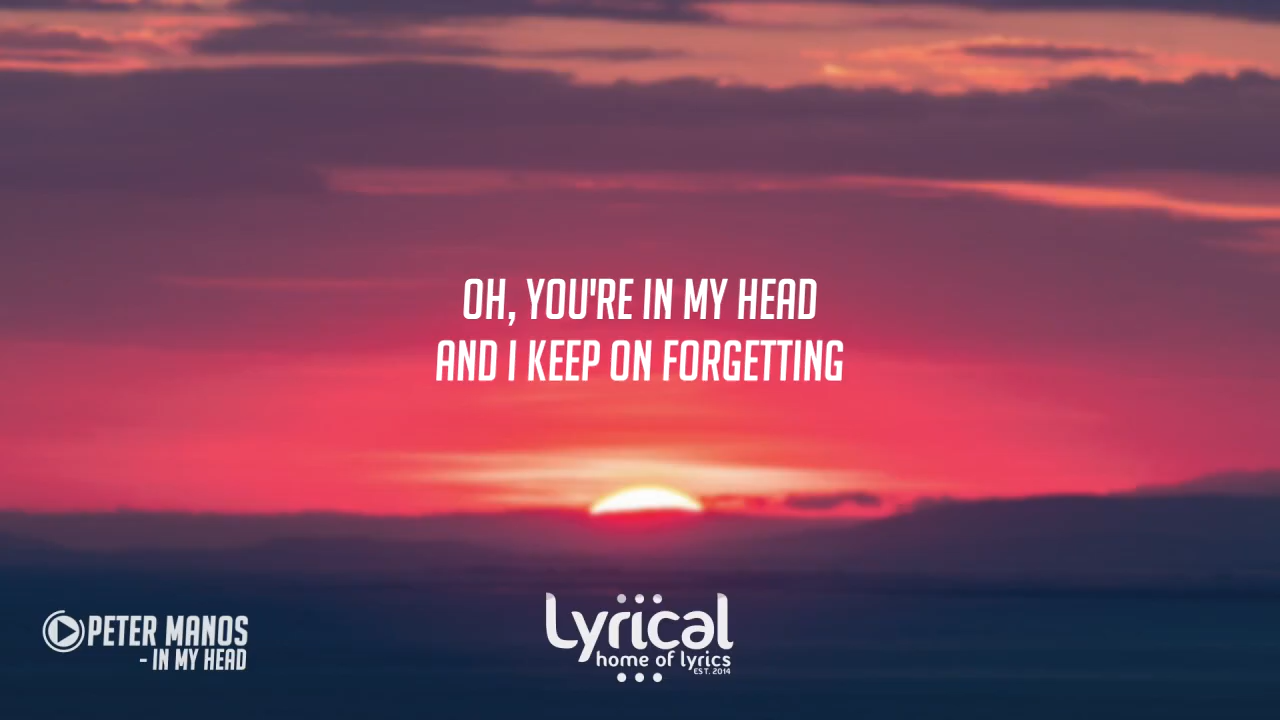 OH, YOU'RE IN MY HEAD
AND I KEEP ON FORGETTING
PETER MANOS
- IN MY HEAD
Lyrical
home of lyrics
EST. 2014